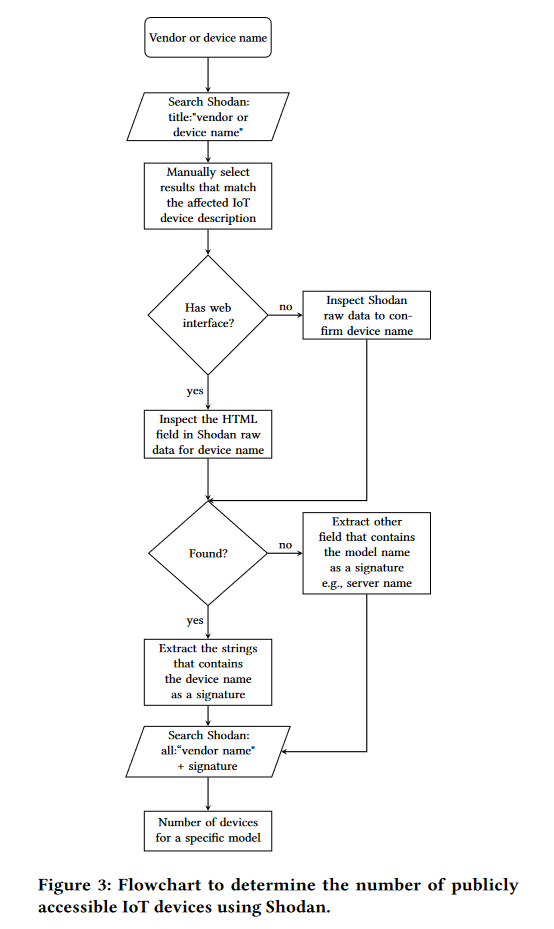 Vendor or device name
Search Shodan:
title:"vendor or
device name"
Manually select
results that match
the affected IoT
device description
Has web
interface?
no
Inspect Shodan
raw data to con-
firm device name
yes
Inspect the HTML
field in Shodan raw
data for device name
Found?
no
Extract other
field that contains
the model name
as a signature
e.g., server name
yes
Extract the strings
that contains
the device name
as a signature
Search Shodan:
all:“vendor name"
+ signature
Number of devices
for a specific model
Figure 3: Flowchart to determine the number of publicly
accessible IoT devices using Shodan.